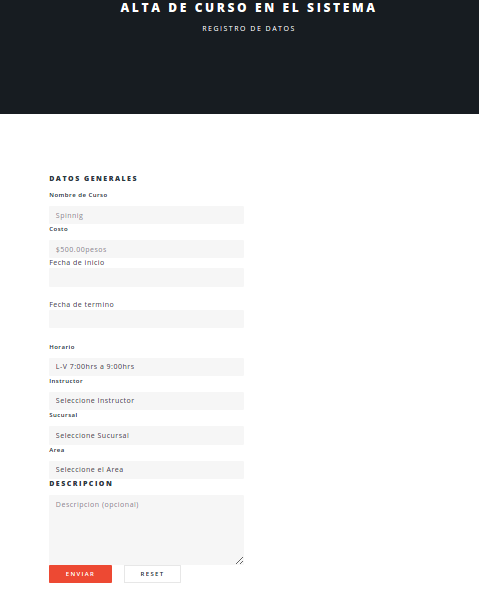 ALTA DE CURSO EN EL SISTEMA
REGISTRO DE DATOS
DATOS GENERALES
Nombre de Curso
Spinnig
Costo
$500.00pesos
Fecha de inicio
Fecha de termino
Horario
L-V 7:00hrs a 9:00hrs
Instructor
Seleccione Instructor
Sucursal
Seleccione Sucursal
Area
Seleccione el Area
DESCRIPCION
Descripcion (opcional)
ENVIAR RESET